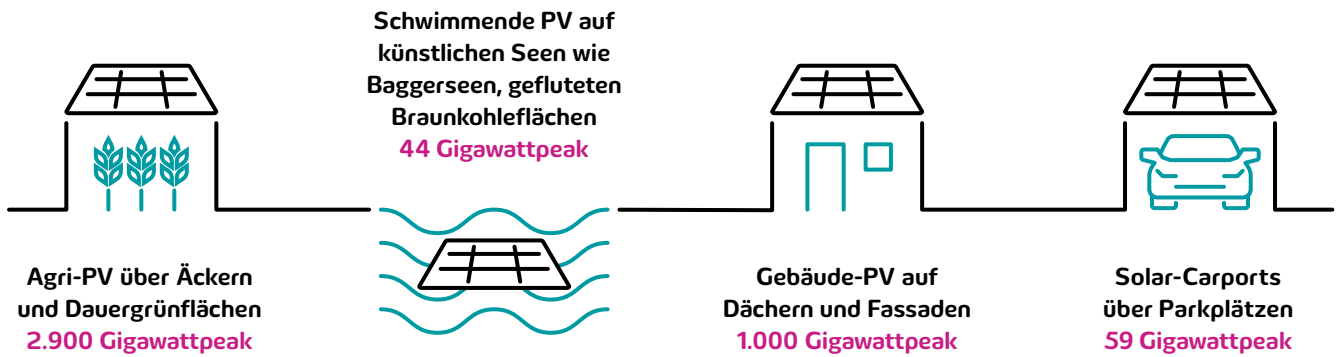 Schwimmende PV auf
künstlichen Seen wie
Baggerseen, gefluteten
Braunkohleflächen
44 Gigawattpeak
Agri-PV über Äckern
und Dauergrünflächen
2.900 Gigawattpeak
Gebäude-PV auf
Dächern und Fassaden
1.000 Gigawattpeak
Solar-Carports
über Parkplätzen
59 Gigawattpeak